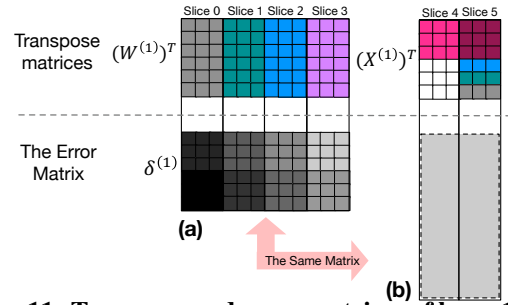 Slice 0 Slice 1 Slice 2 Slice 3
Slice 4 Slice 5
Transpose
matrices
(W⁽¹⁾)ᵀ
(X⁽¹⁾)ᵀ
The Error
Matrix
δ⁽¹⁾
(a)
The Same Matrix
(b)